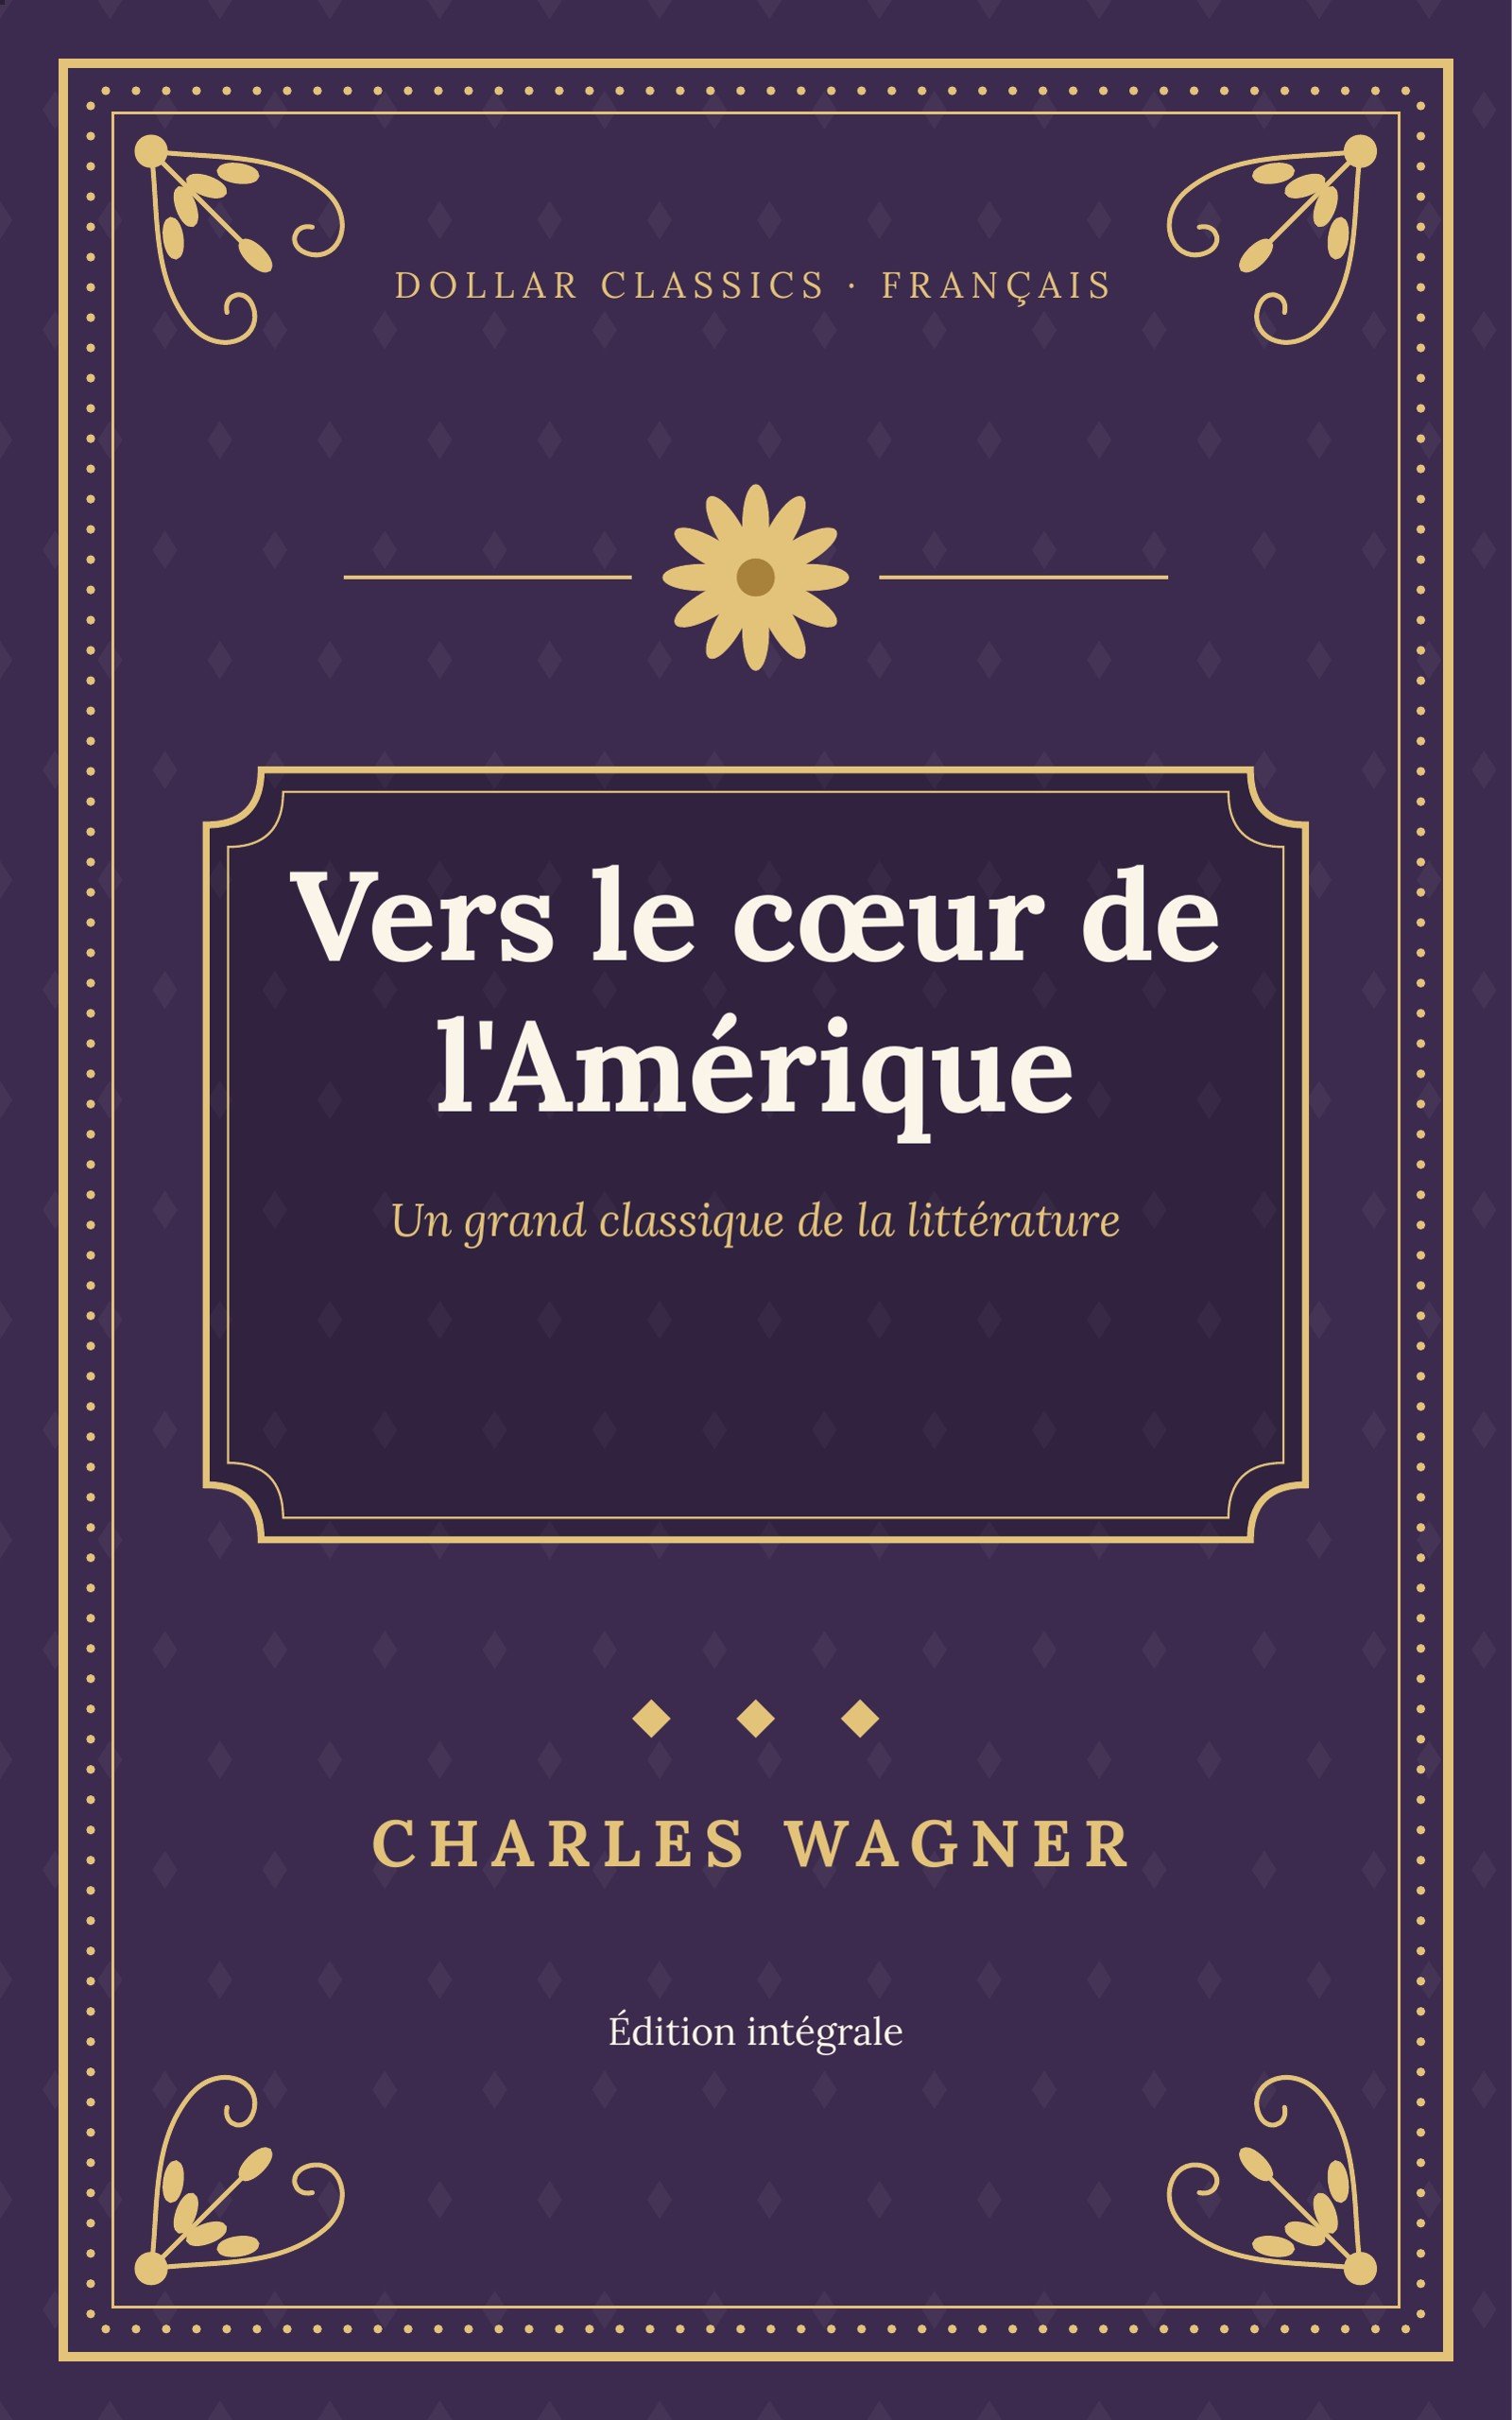 DOLLAR CLASSICS · FRANÇAIS
Vers le cœur de
l'Amérique
Un grand classique de la littérature
CHARLES WAGNER
Édition intégrale